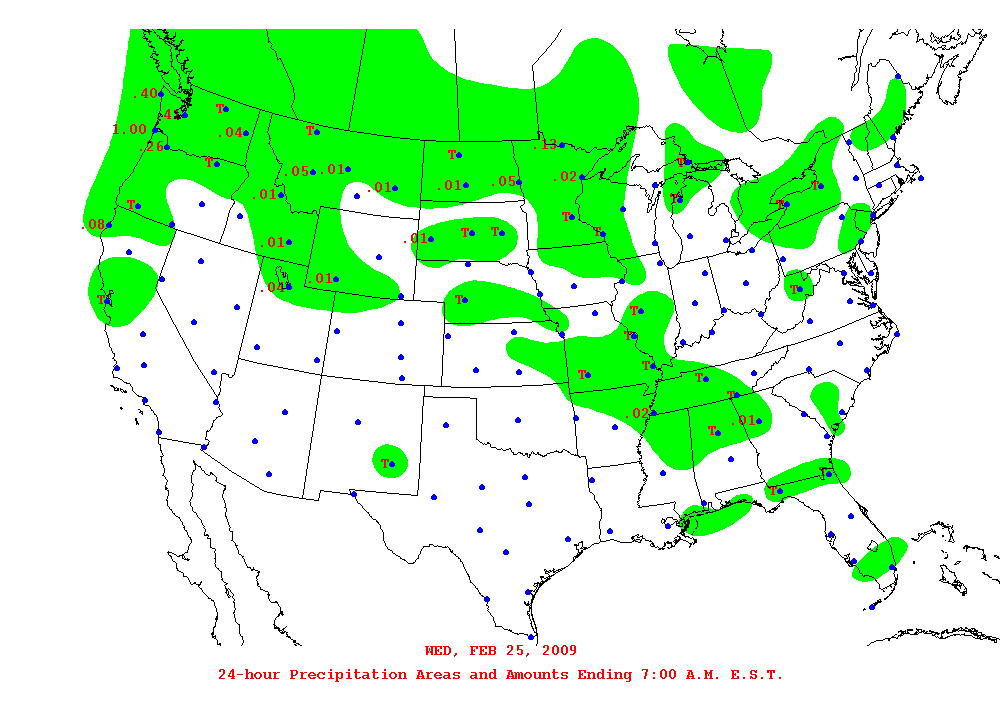 .40
T
.4
1.00
.04
T
.13
.26
T
T
T
.05
.01
.02
.01
.01
.05
.01
T
T
T
.08
T
T
T
T
.01
.01
.01
.04
T
T
T
T
T
T
T
T
.02
T
T
.01
T
T
T
WED, FEB 25, 2009
24-hour Precipitation Areas and Amounts Ending 7:00 A.M. E.S.T.